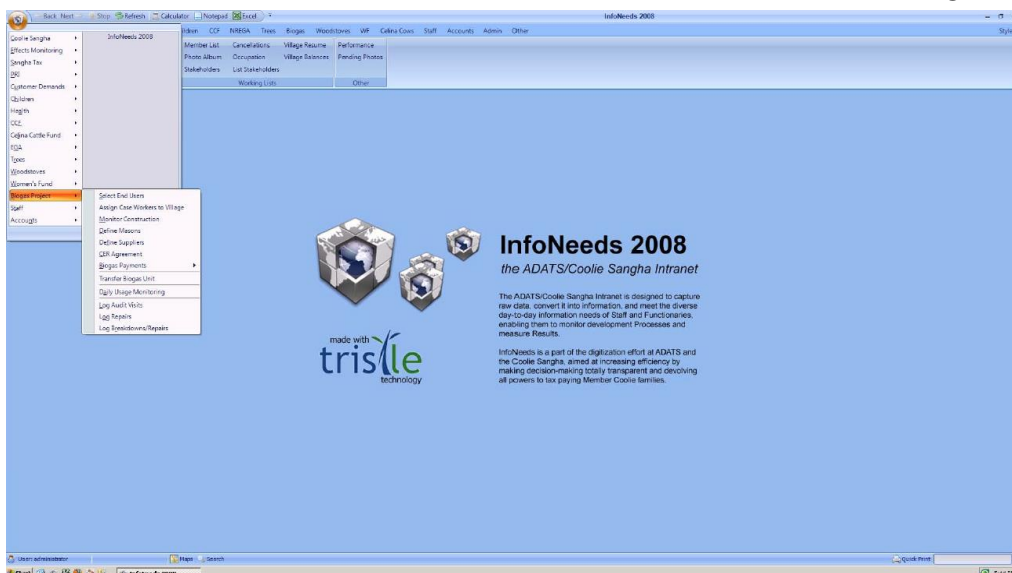 Back Next Stop Refresh Calculator Notepad Excel
InfoNeeds 2008
Children CCF NREGA Trees Biogas Woodstoves WF Celina Cows Staff Accounts Admin Other
Style
Member List Cancellations Village Resume Performance
Photo Album Occupation Village Balances Pending Photos
Stakeholders List Stakeholders
Working Lists Other
Coolie Sangha
InfoNeeds 2008
Effects Monitoring
Sangha Tax
Customer Demands
Children
Health
CCF
Celina Cattle Fund
Trees
Woodstoves
Women's Fund
Biogas Project
Staff
Accounts
Select End Users
Assign Case Workers to Village
Monitor Construction
Define Masons
Define Suppliers
CER Agreement
Biogas Payments
Transfer Biogas Unit
Daily Usage Monitoring
Log Audit Visits
Log Repairs
Log Breakdowns/Repairs
InfoNeeds 2008
the ADATS/Coolie Sangha Intranet
The ADATS/Coolie Sangha Intranet is designed to capture
raw data, convert it into information, and meet the diverse
day-to-day information needs of Staff and Functionaries,
enabling them to monitor development Processes and
measure Results.
InfoNeeds is a part of the digitization effort at ADATS and
the Coolie Sangha, aimed at increasing efficiency by
making decision-making totally transparent and devolving
all powers to tax paying Member Coolie families.
made with
tristle
technology
User: administrator
Maps Search
Quick Print